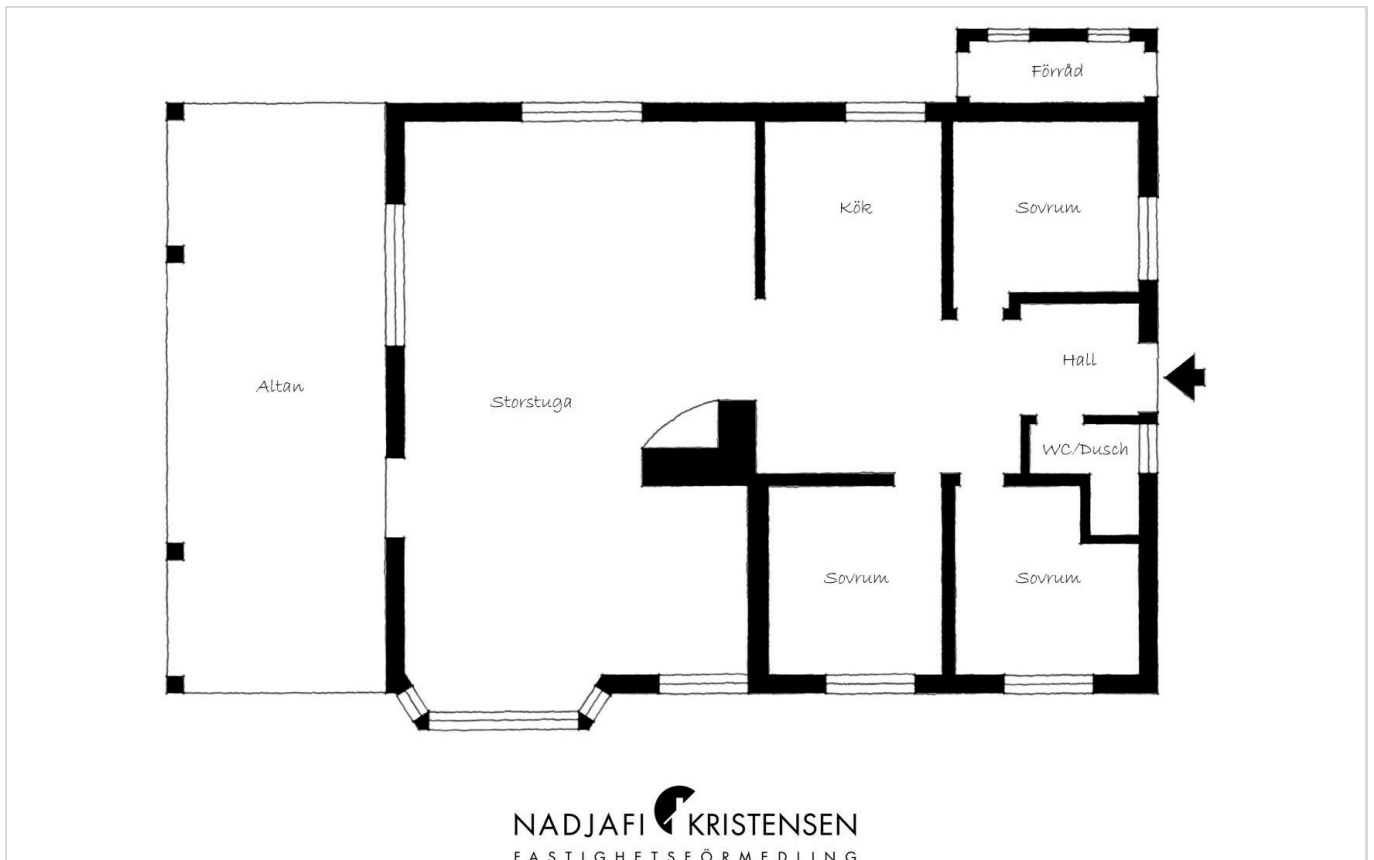 Förråd
Kök
Sovrum
Hall
Altan
Storstuga
WC/Dusch
Sovrum
Sovrum
NADJAFI KRISTENSEN
FASTIGHETSFÖRMEDLING